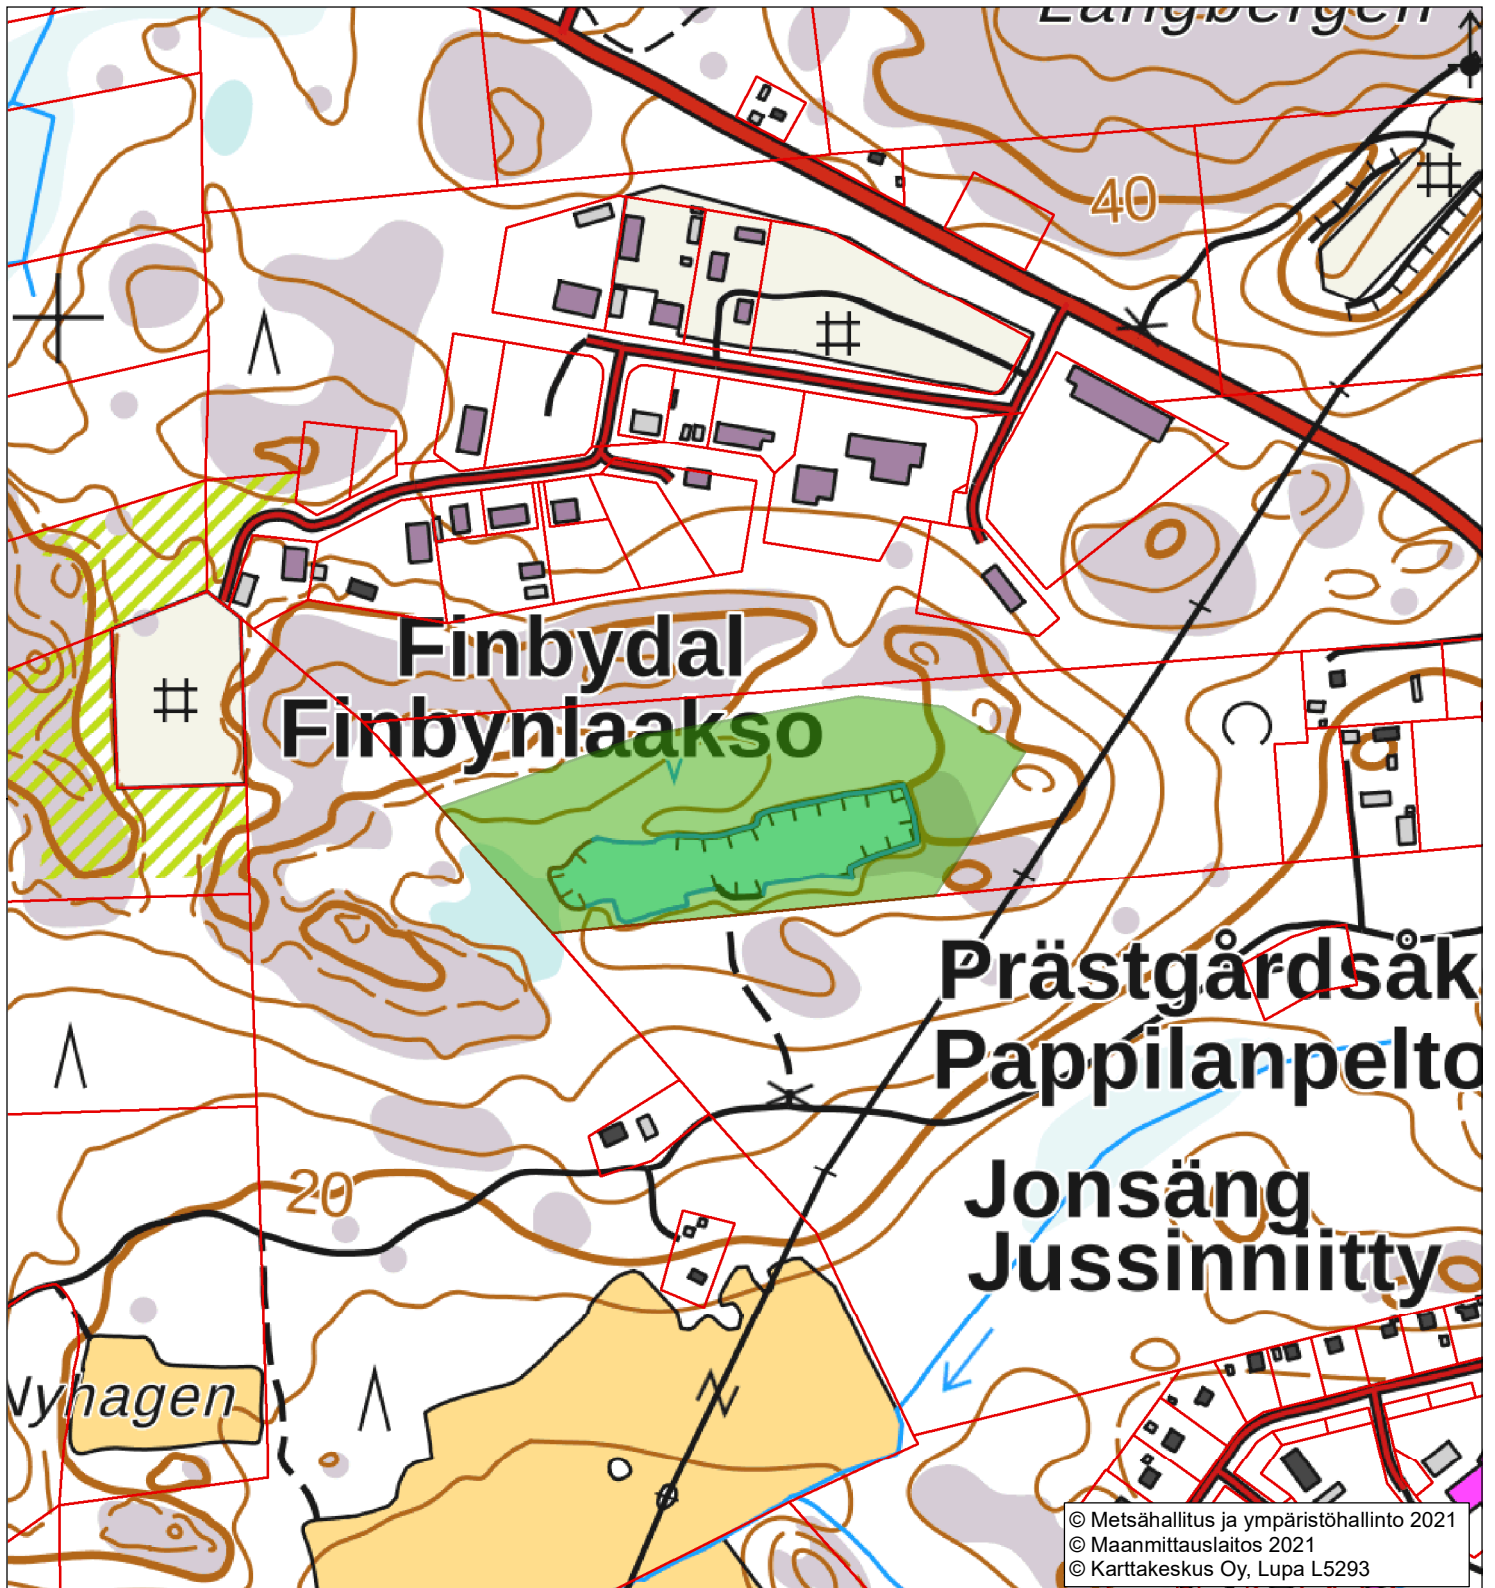 Långbergen
40
Finbydal
Finbynlaakso
Prästgårdsåk
Pappilanpelto
20
Jonsäng
Jussinniitty
Nyhagen
© Metsähallitus ja ympäristöhallinto 2021
© Maanmittauslaitos 2021
© Karttakeskus Oy, Lupa L5293